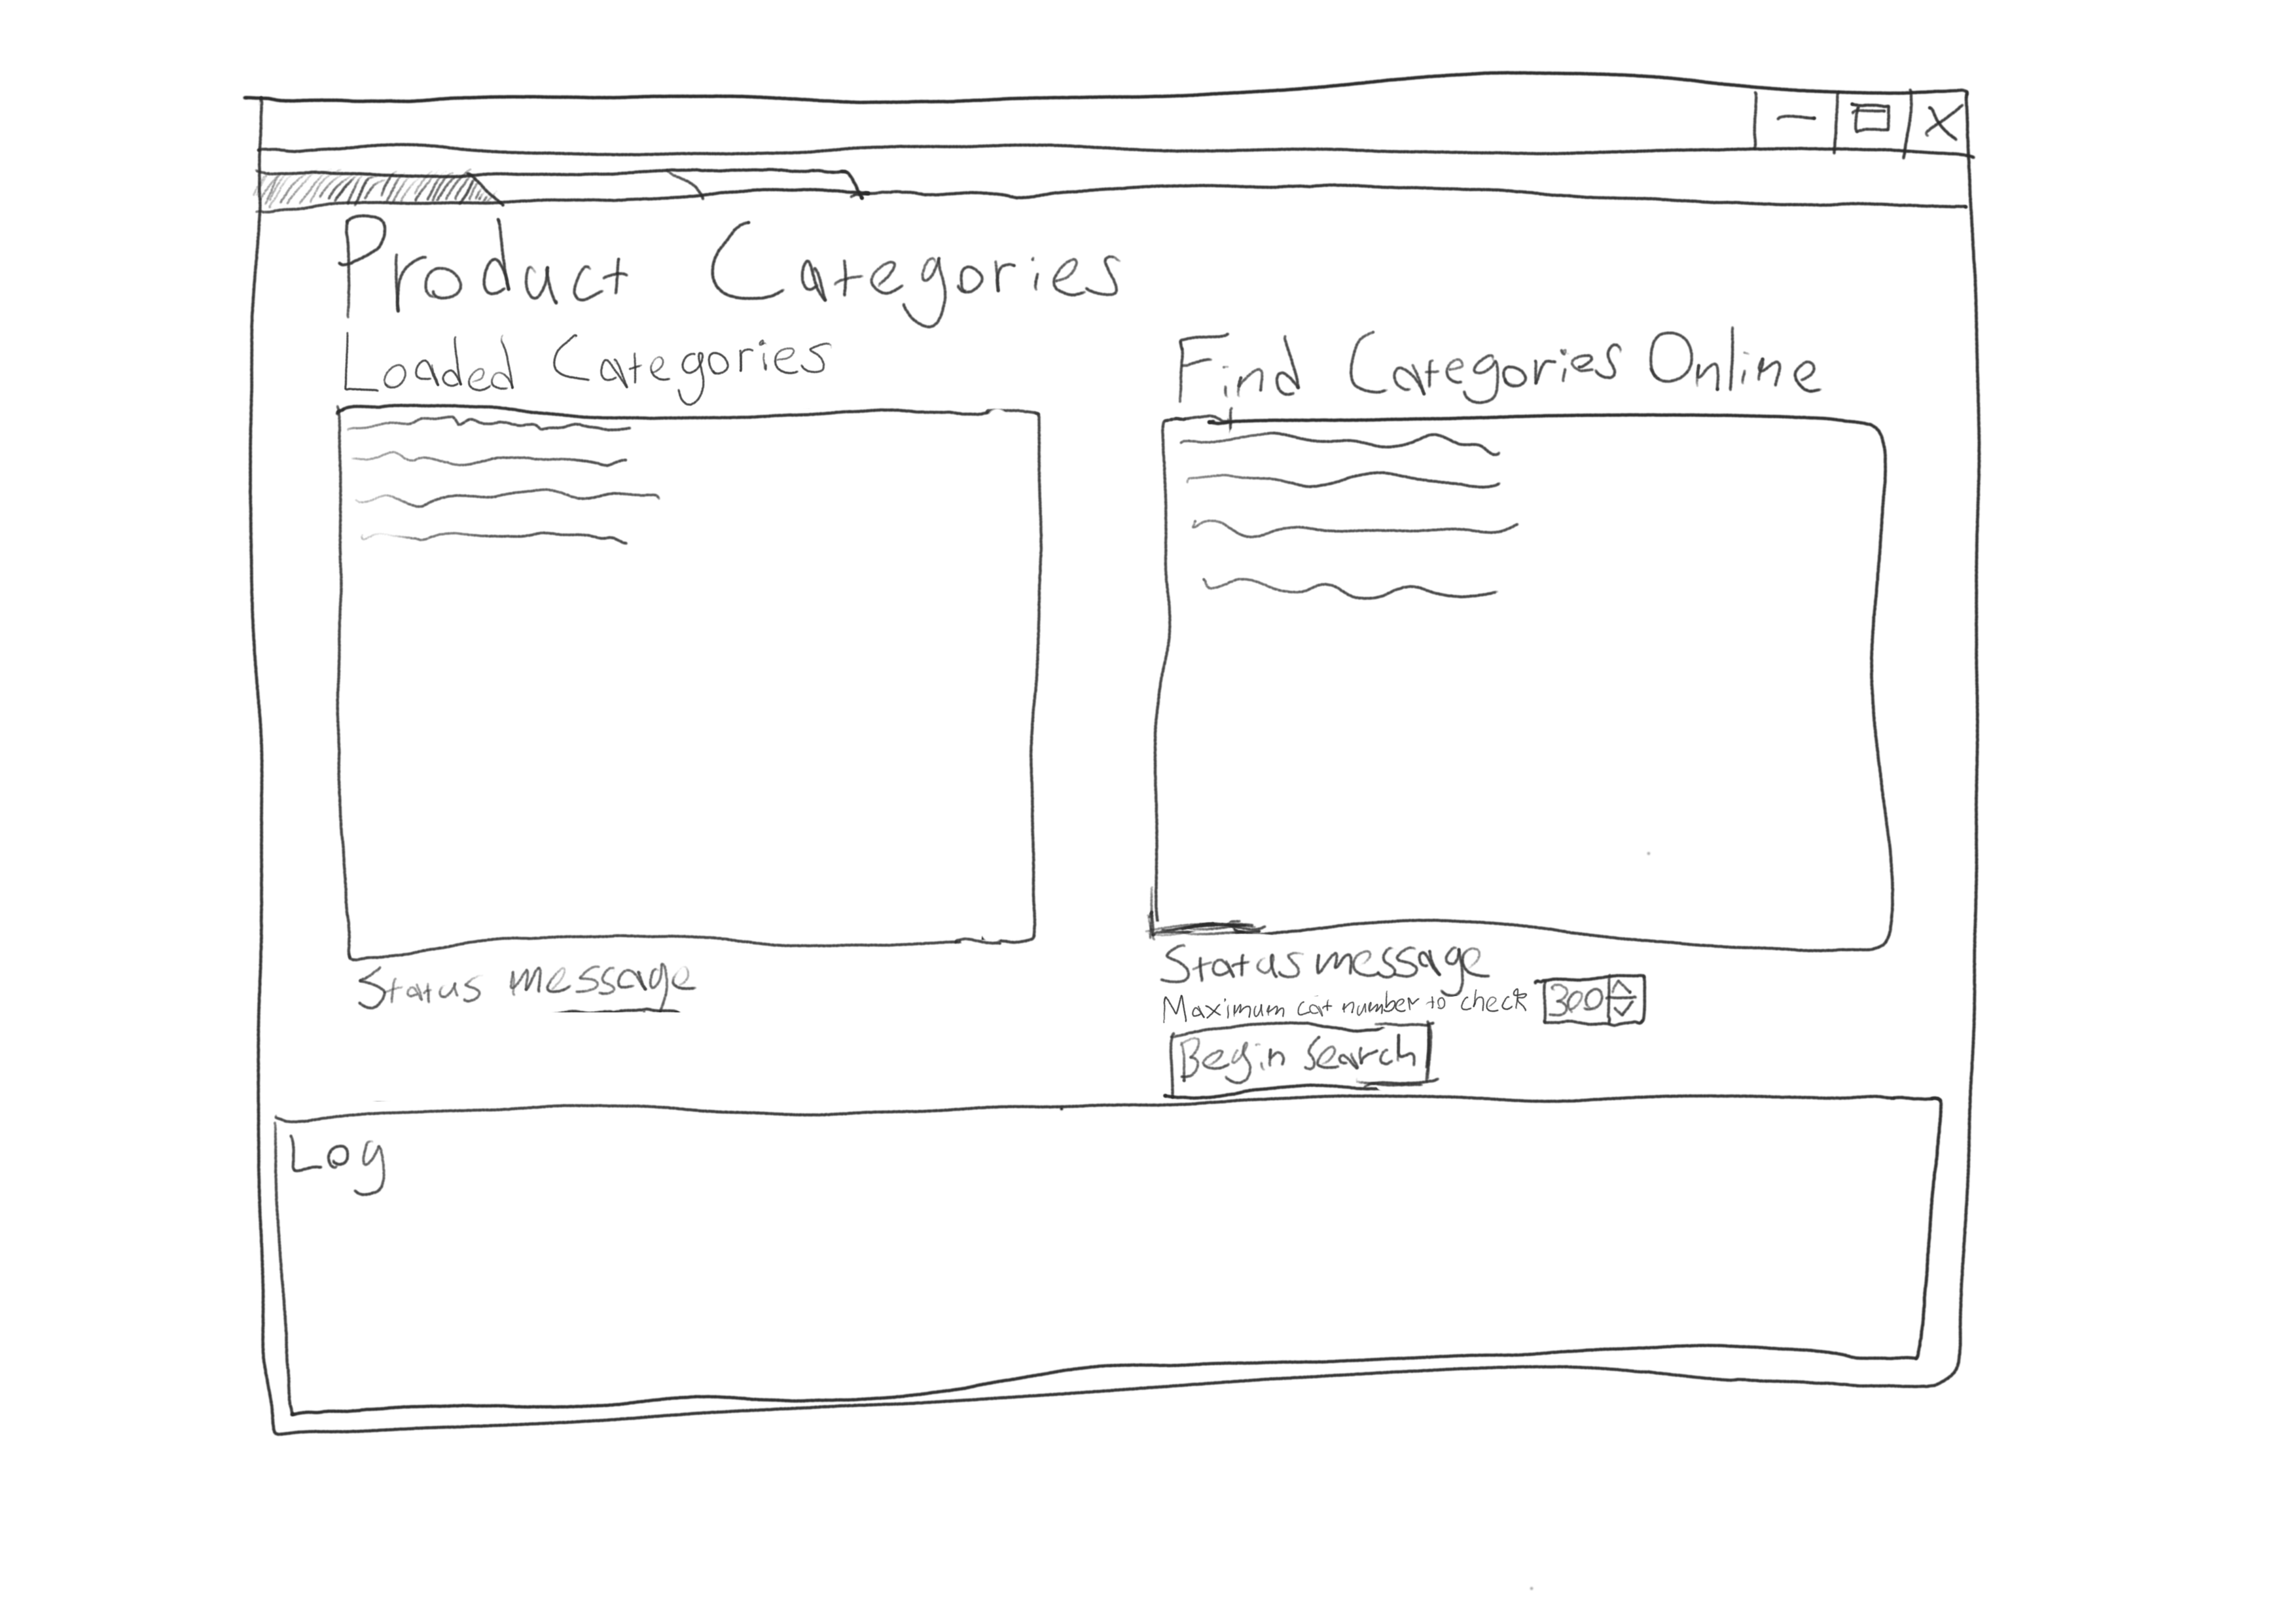 Product Categories
Loaded Categories
Find Categories Online
Status message
Status message
Maximum cat number to check 300
Begin Search
Log